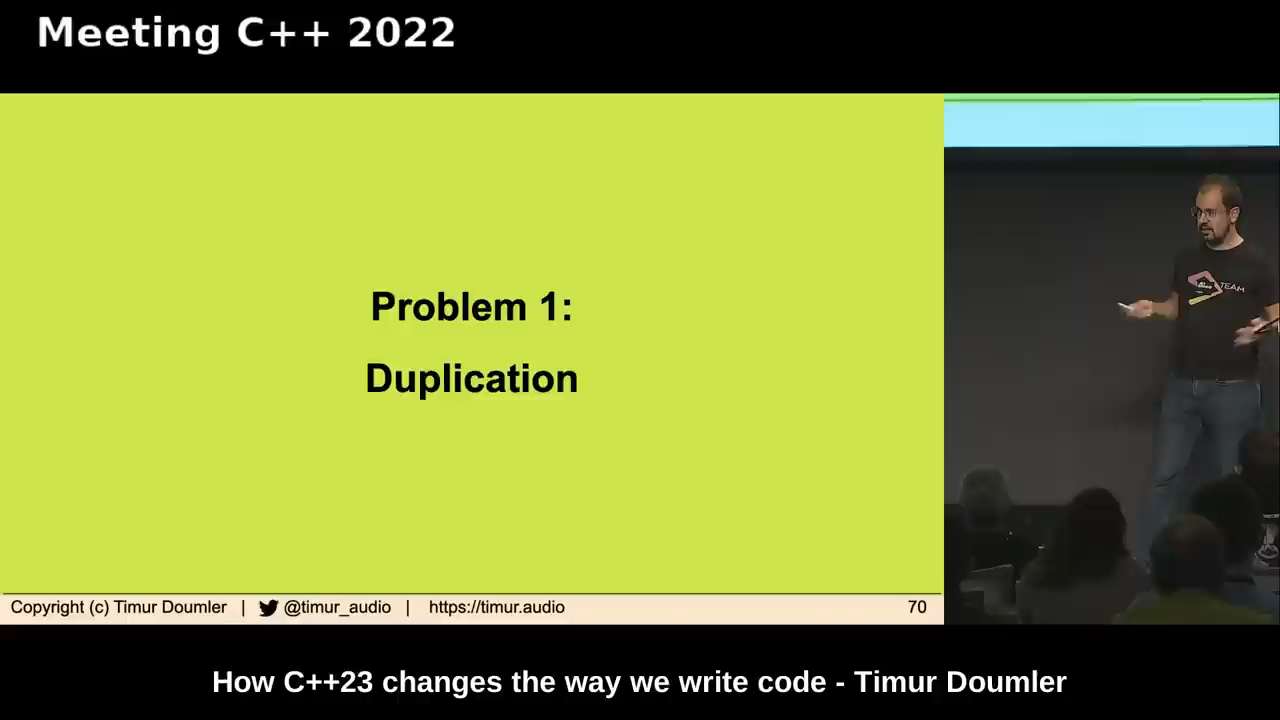 Meeting C++ 2022
Problem 1:
Duplication
TEAM
Copyright (c) Timur Doumler | @timur_audio | https://timur.audio 70
How C++23 changes the way we write code - Timur Doumler